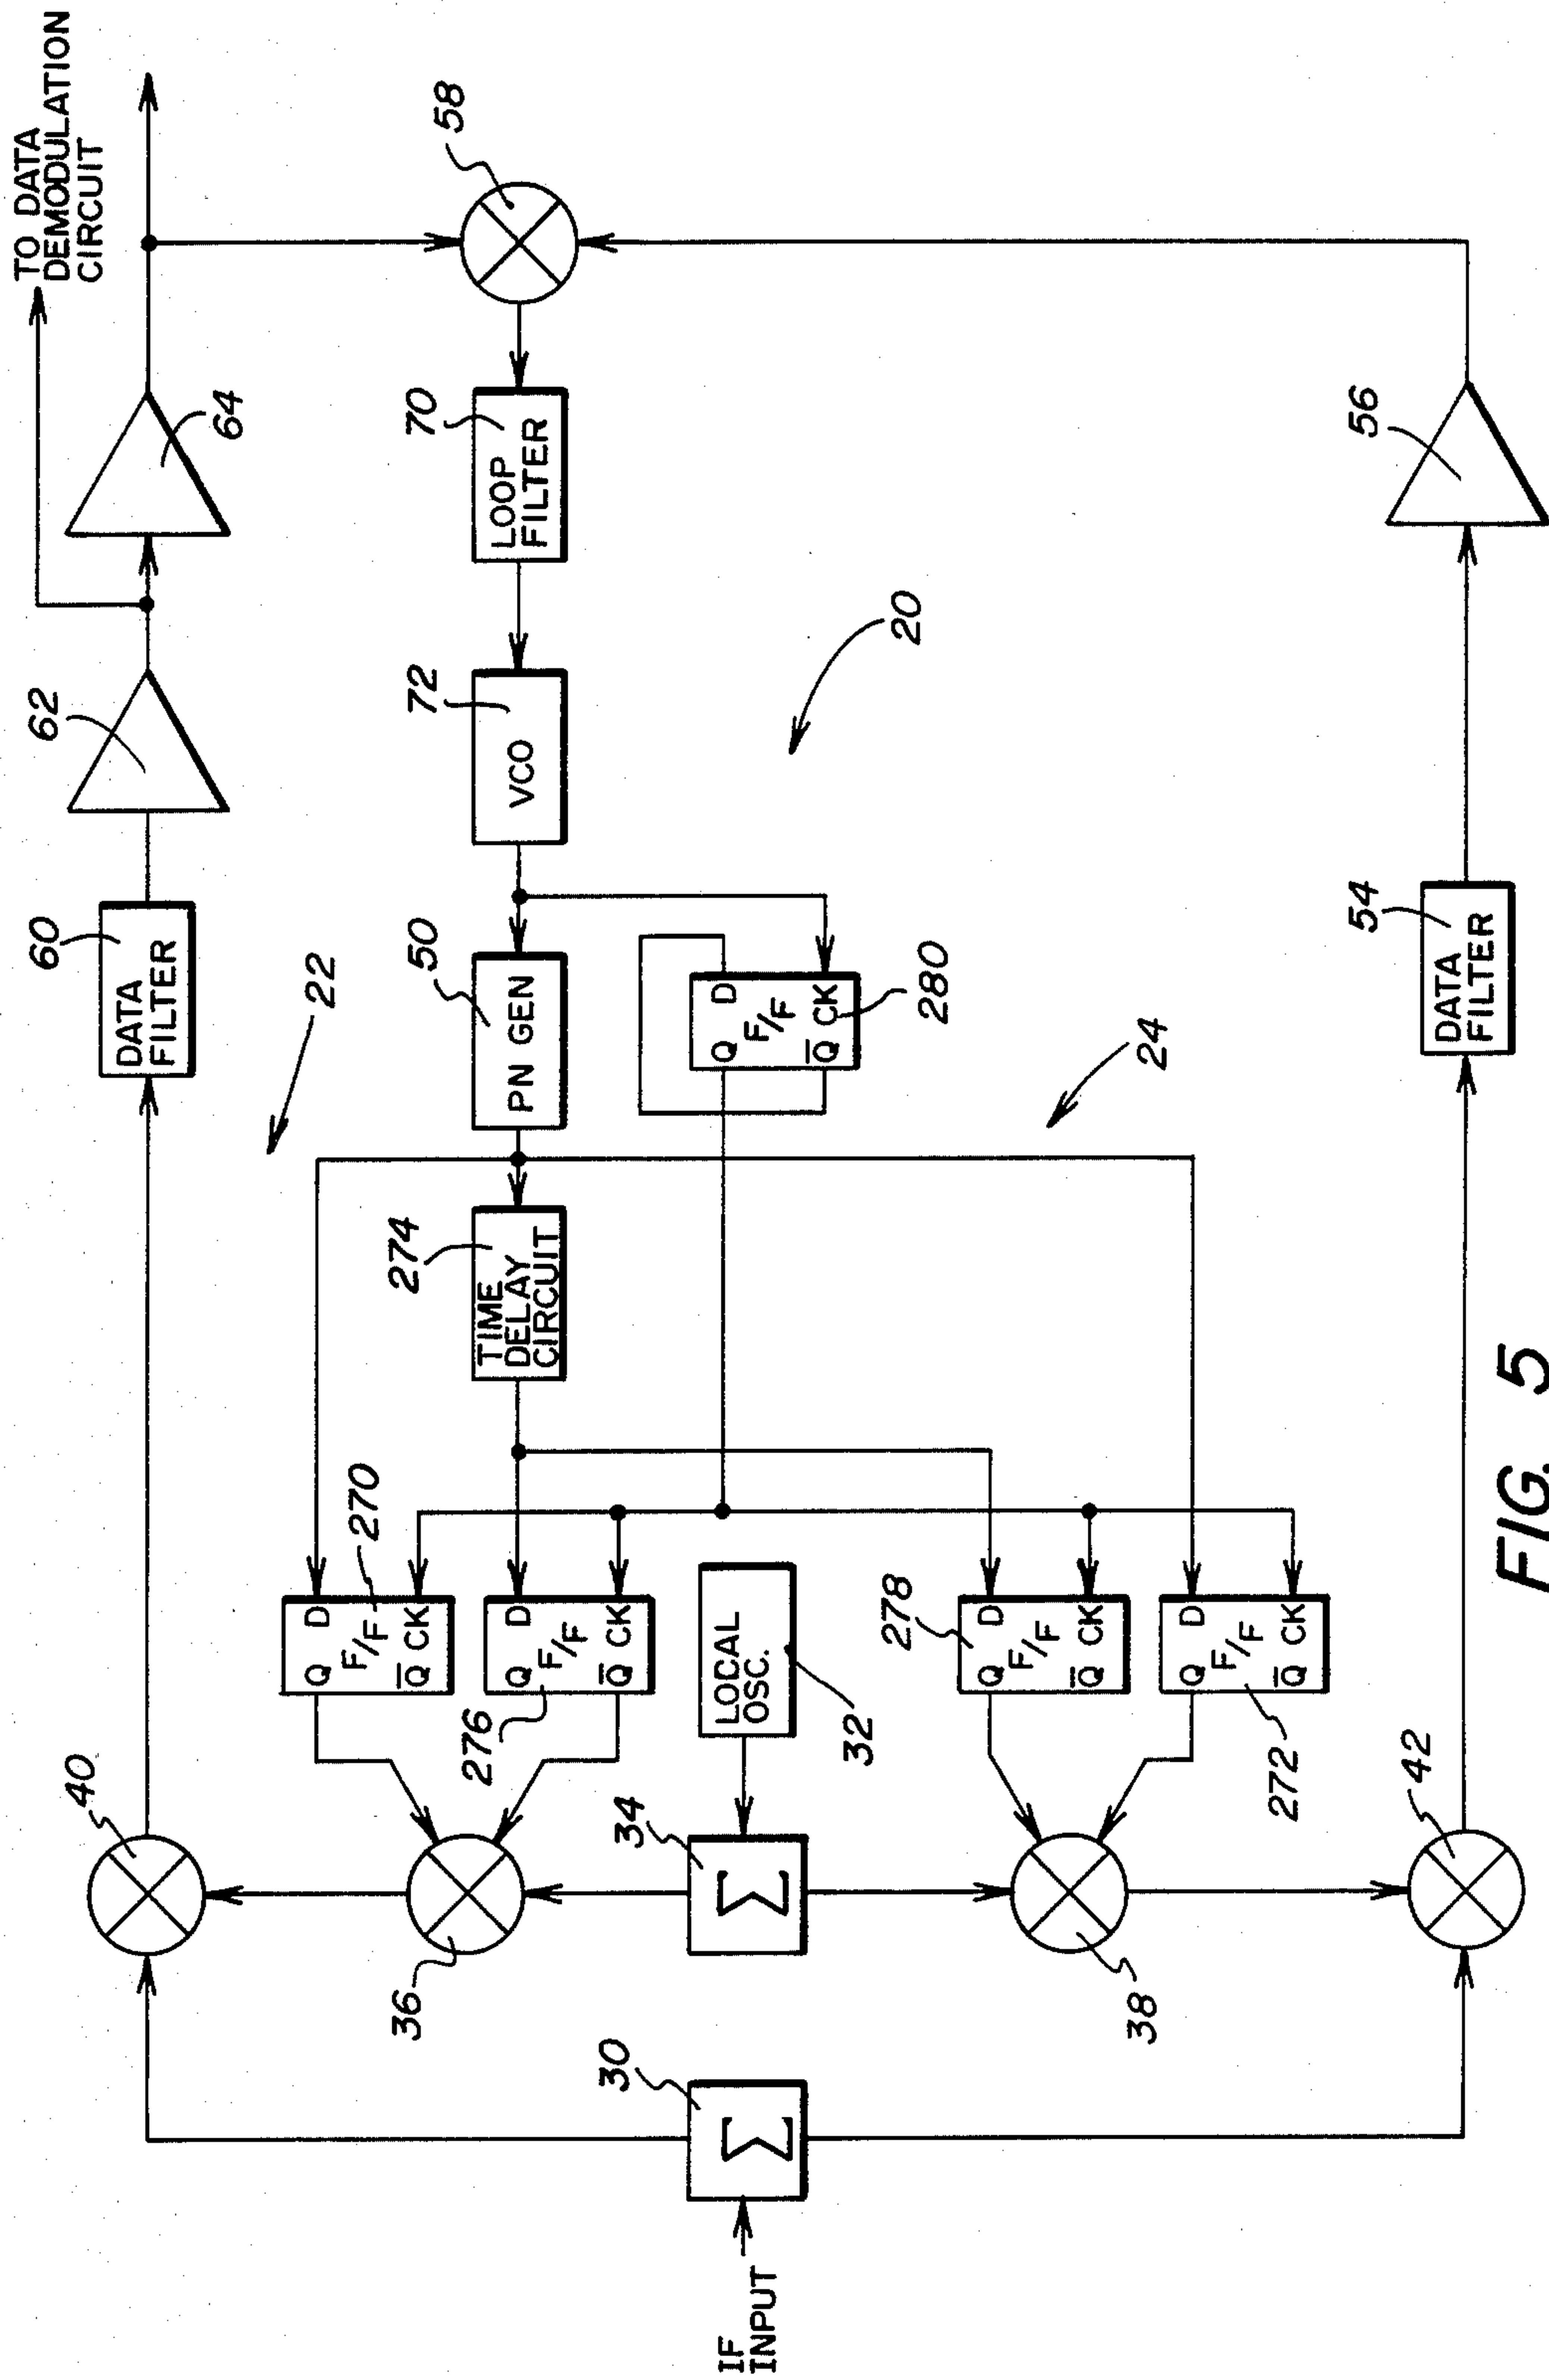 TO DATA
DEMODULATION
CIRCUIT
60
DATA
FILTER
62
64
58
22
40
270
Q D
F/F
Q̅ CK
274
TIME
DELAY
CIRCUIT
50
PN GEN
72
VCO
70
LOOP
FILTER
36
276
Q D
F/F
Q̅ CK
Q D
F/F
Q̅ CK
280
20
IF
INPUT
30
Σ
34
Σ
LOCAL
OSC.
32
24
38
278
Q D
F/F
Q̅ CK
272
Q D
F/F
Q̅ CK
42
54
DATA
FILTER
56
FIG. 5